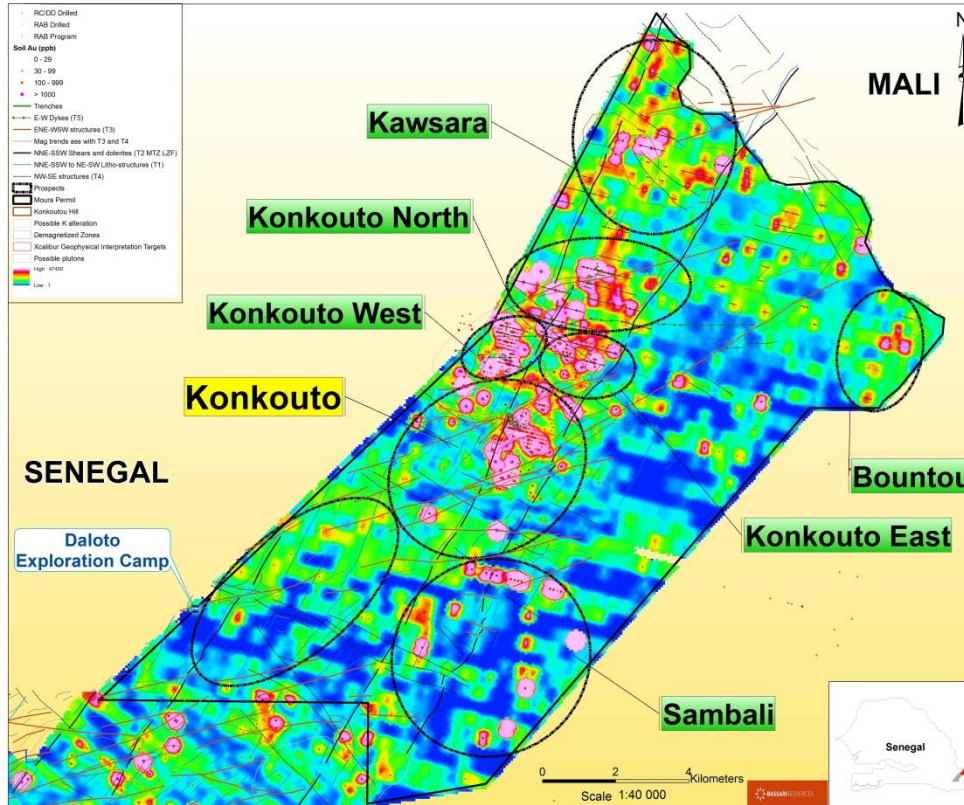 RC/DD Drilled
RAB Drilled
RAB Program
Soil Au (ppb)
0 - 29
30 - 99
100 - 999
> 1000
Trenches
E-W Dykes (T5)
ENE-WSW structures (T3)
Mag trends ass with T3 and T4
NNE-SSW Shears and dolerites (T2 MTZ LZF)
NNE-SSW to NE-SW Litho-structures (T1)
NW-SE structures (T4)
Prospects
Moura Permit
Konkoutou Hill
Possible K alteration
Demagnetized Zones
Xcalibur Geophysical Interpretation Targets
Possible plutons
High : 47400
Low : 1
N
MALI
Kawsara
Konkouto North
Konkouto West
Konkouto
SENEGAL
Bountou
Konkouto East
Daloto
Exploration Camp
Sambali
0 2 4
Kilometers
Scale 1:40 000
BASSARI RESOURCES
Senegal